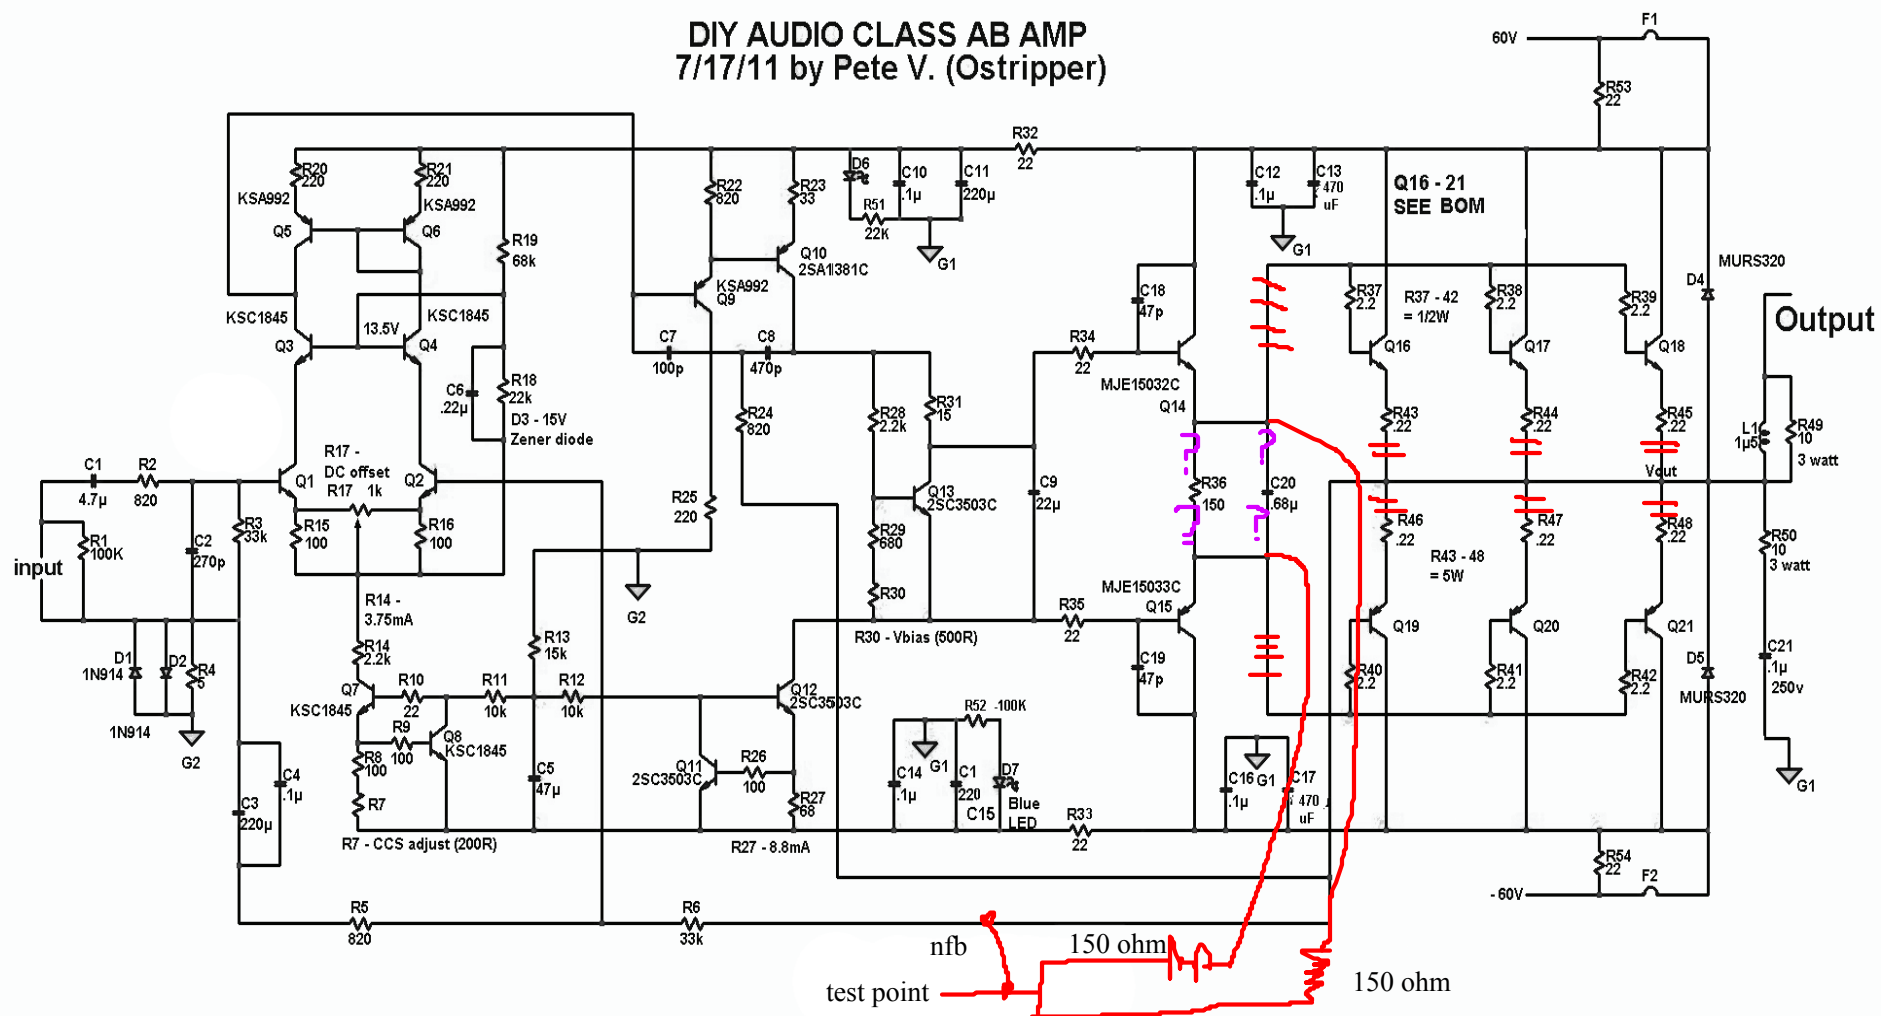 DIY AUDIO CLASS AB AMP
7/17/11 by Pete V. (Ostripper)
F1
60V
R53
22
R32
22
R20
220
R21
220
KSA992
KSA992
Q5
Q6
R19
68k
R22
820
R23
33
D6
C10
.1µ
C11
220µ
R51
22K
G1
C12
.1µ
C13
470
uF
G1
Q16 - 21
SEE BOM
Q10
2SA1381C
KSA992
Q9
MURS320
D4
KSC1845
13.5V
KSC1845
Q3
Q4
C7
100p
C8
470p
C18
47p
R34
22
R37
2.2
R37 - 42
= 1/2W
R38
2.2
R39
2.2
Output
Q16
Q17
Q18
MJE15032C
Q14
C6
.22µ
R18
22k
D3 - 15V
Zener diode
R24
820
R28
2.2k
R31
15
R43
.22
R44
.22
R45
.22
L1
1µ5
R49
10
3 watt
Vout
R17 -
DC offset
R17 1k
C1
4.7µ
R2
820
Q1
Q2
R25
220
Q13
2SC3503C
C9
22µ
R36
150
C20
.68µ
R3
33k
R15
100
R16
100
R1
100K
C2
270p
input
R29
680
R46
.22
R47
.22
R48
.22
R43 - 48
= 5W
R50
10
3 watt
G2
R14 -
3.75mA
R30
R30 - Vbias (500R)
R35
22
MJE15033C
Q15
Q19
Q20
Q21
D1
1N914
D2
R4
5
1N914
G2
R14
2.2k
R13
15k
Q7
KSC1845
R10
22
R11
10k
R12
10k
Q12
2SC3503C
C19
47p
R40
2.2
R41
2.2
R42
2.2
D5
MURS320
C21
.1µ
250v
R9
100
Q8
KSC1845
R8
100
R7
C5
47µ
Q11
2SC3503C
R26
100
R27
68
R52 -100K
G1
C14
.1µ
C1
220
C15
D7
Blue
LED
C16
.1µ
G1
C17
470
uF
G1
C4
.1µ
C3
220µ
R7 - CCS adjust (200R)
R27 - 8.8mA
R33
22
R54
22
F2
- 60V
R5
820
R6
33k
nfb
150 ohm
test point
150 ohm